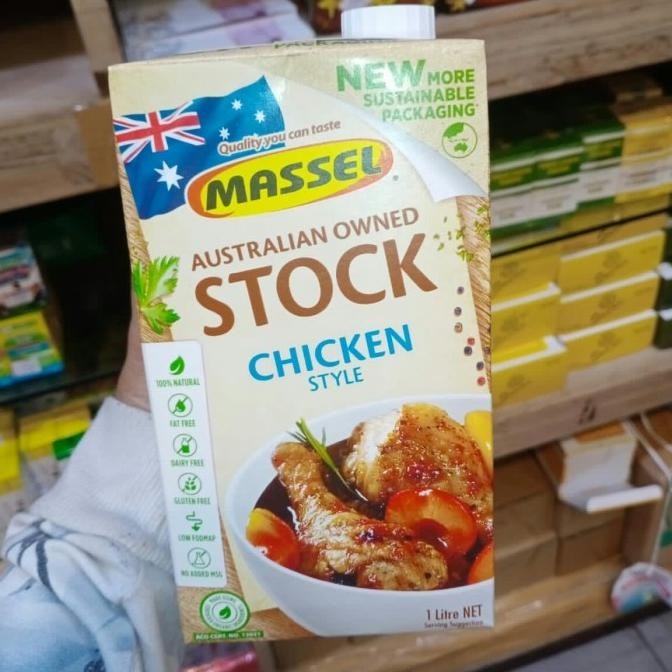 NEW MORE
SUSTAINABLE
PACKAGING
Quality you can taste
MASSEL
AUSTRALIAN OWNED
STOCK
CHICKEN
STYLE
100% NATURAL
FAT FREE
DAIRY FREE
GLUTEN FREE
LOW FODMAP
NO ADDED MSG
1 Litre NET
Serving Suggestion